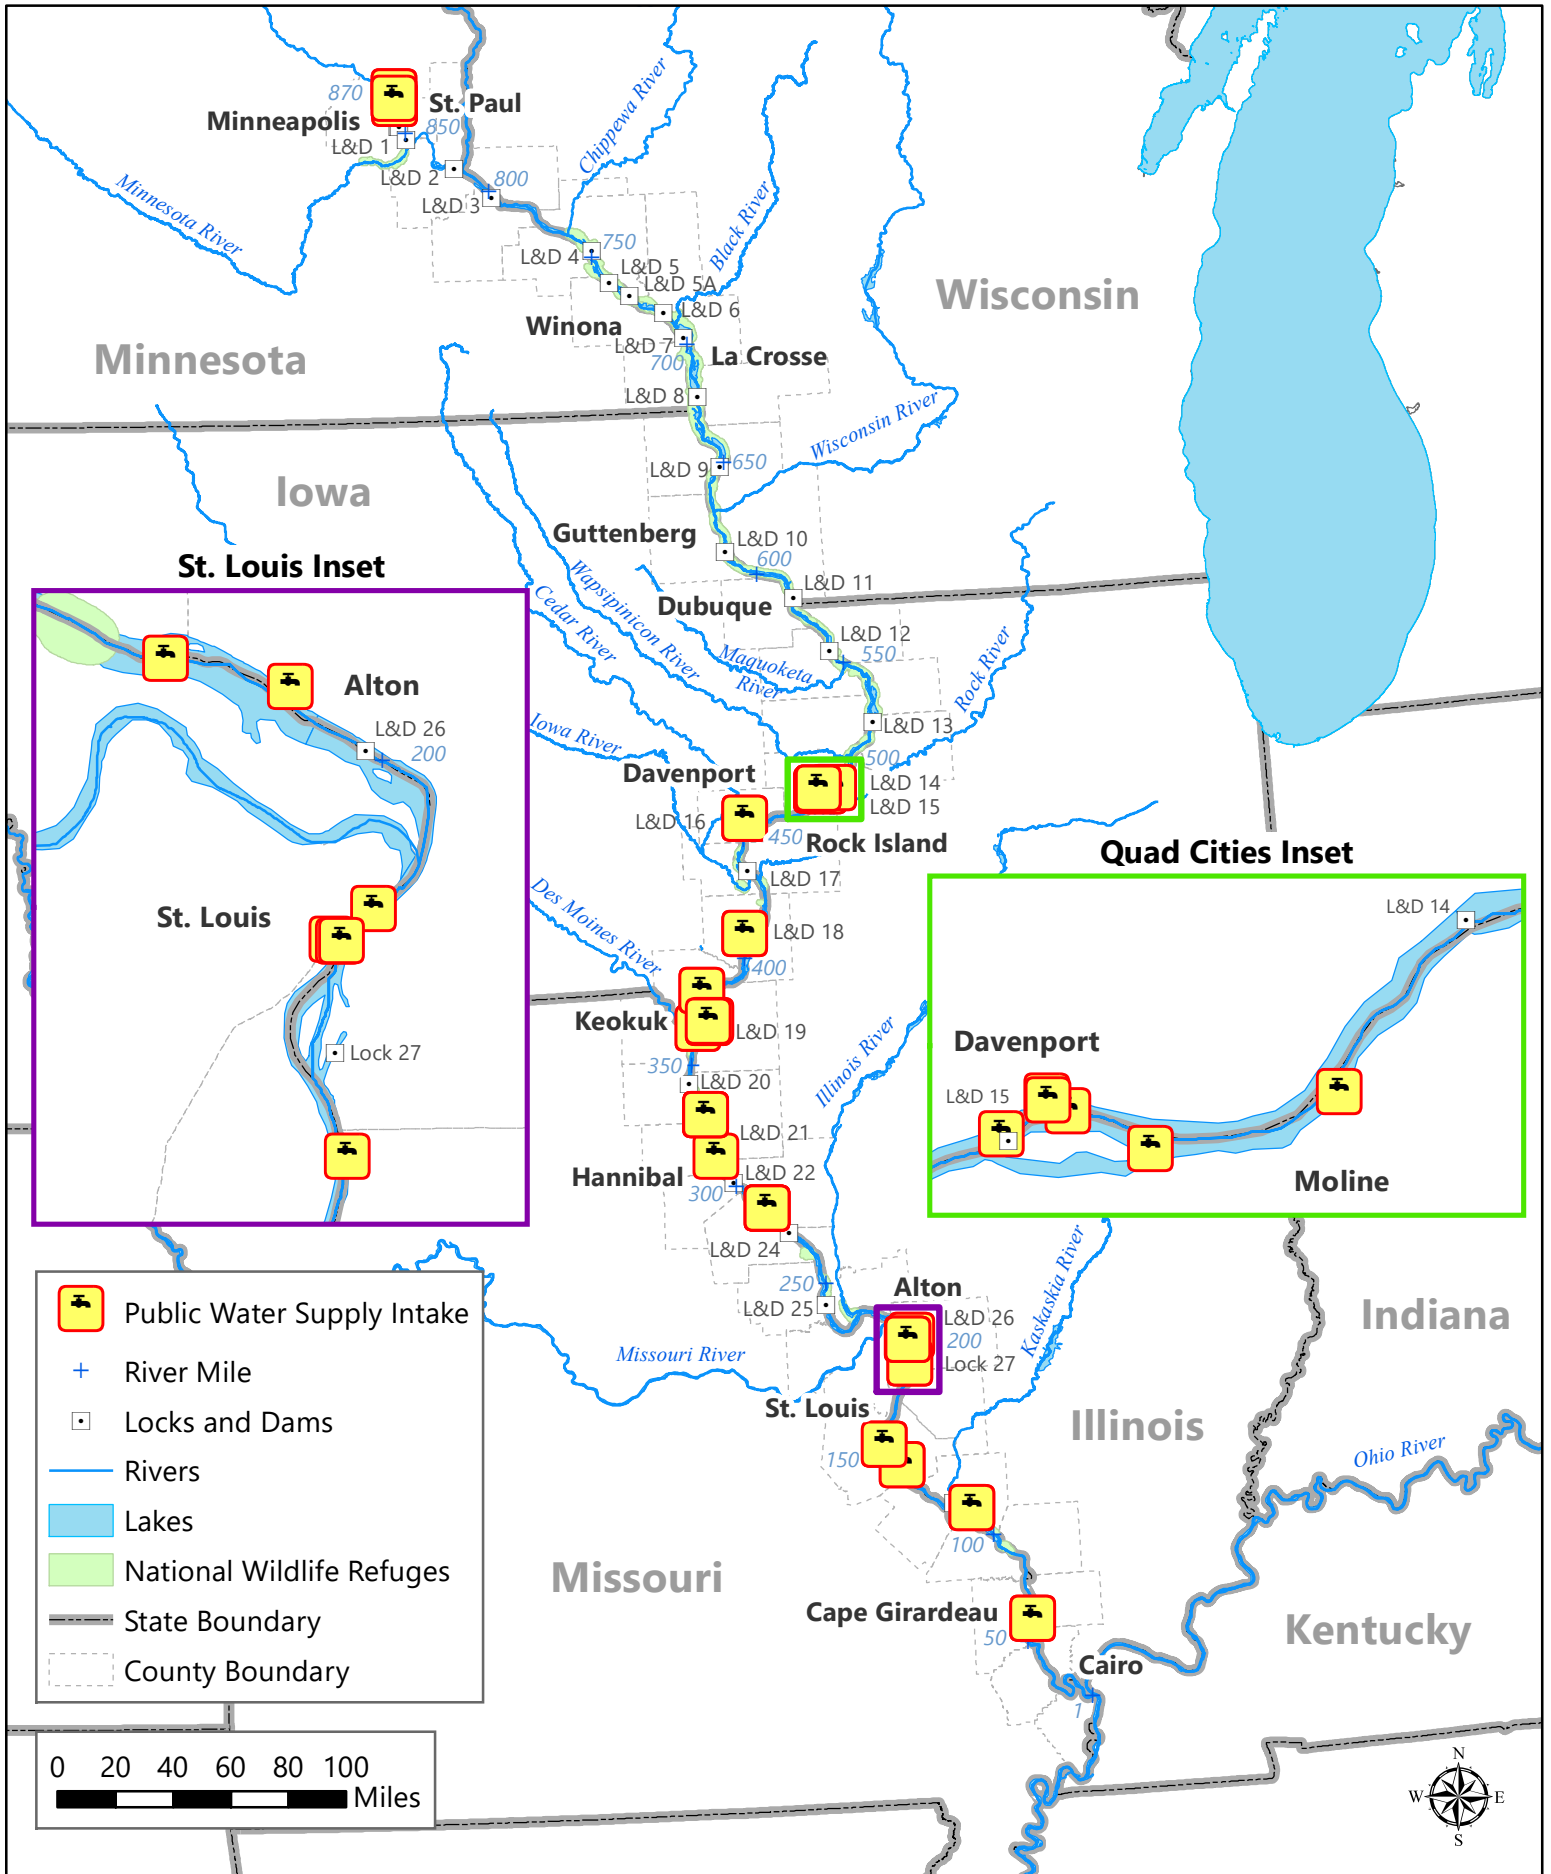 870
St. Paul
Minneapolis
850
L&D 1
L&D 2
800
L&D 3
Minnesota River
Chippewa River
Black River
750
L&D 4
L&D 5
L&D 5A
L&D 6
Winona
L&D 7
700
La Crosse
Wisconsin
Minnesota
L&D 8
Wisconsin River
L&D 9
650
Iowa
Guttenberg
L&D 10
600
L&D 11
Dubuque
Wapsipinicon River
Cedar River
L&D 12
550
Maquoketa
River
Rock River
L&D 13
Iowa River
500
Davenport
L&D 14
L&D 15
L&D 16
450
Rock Island
L&D 17
Des Moines River
L&D 18
400
Keokuk
L&D 19
350
L&D 20
Illinois River
L&D 21
Hannibal
L&D 22
300
L&D 24
250
L&D 25
Alton
L&D 26
200
Lock 27
Kaskaskia River
Missouri River
St. Louis
150
Illinois
Indiana
Ohio River
100
Missouri
Cape Girardeau
50
Kentucky
Cairo
1
St. Louis Inset
Alton
L&D 26
200
St. Louis
Lock 27
Quad Cities Inset
L&D 14
Davenport
L&D 15
Moline
Public Water Supply Intake
River Mile
Locks and Dams
Rivers
Lakes
National Wildlife Refuges
State Boundary
County Boundary
0 20 40 60 80 100
Miles
N
W E
S